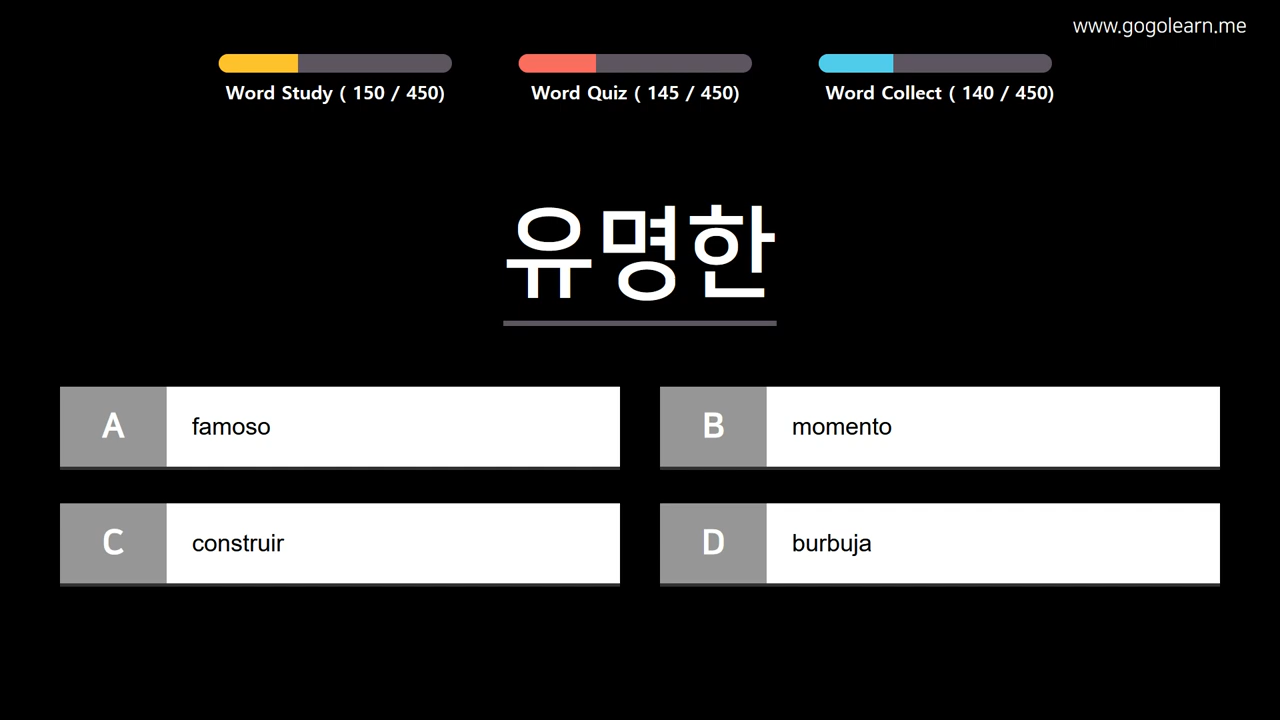 www.gogolearn.me
Word Study ( 150 / 450)
Word Quiz ( 145 / 450)
Word Collect ( 140 / 450)
유명한
A famoso
B momento
C construir
D burbuja